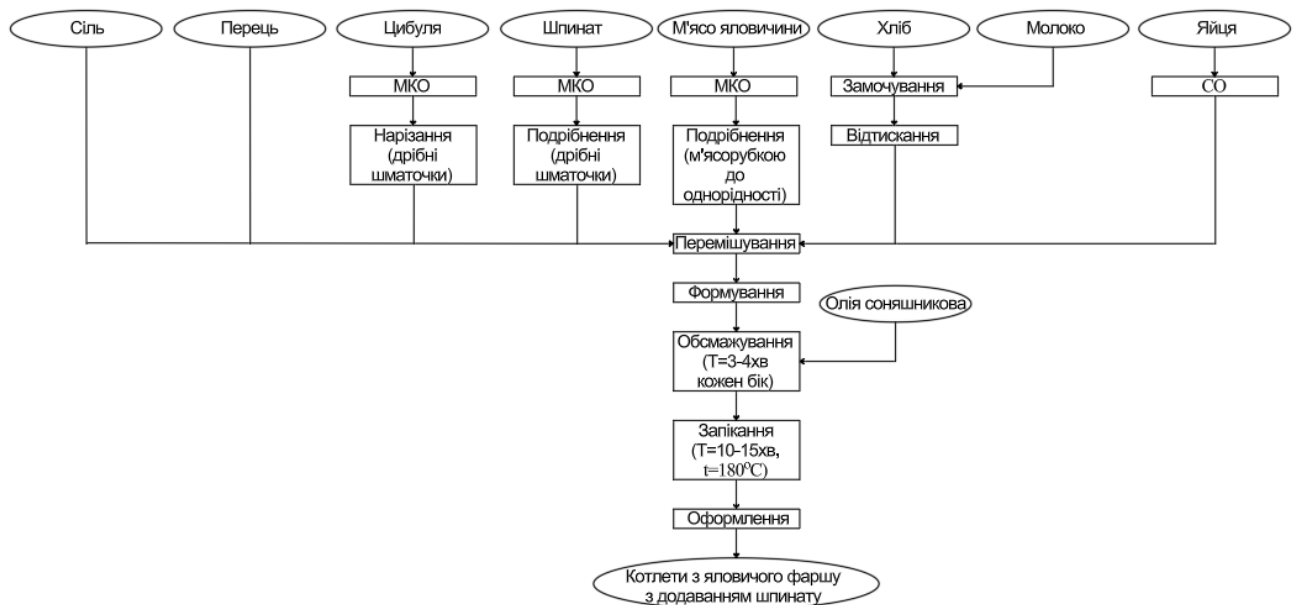 Сіль
Перець
Цибуля
Шпинат
М'ясо яловичини
Хліб
Молоко
Яйця
МКО
МКО
МКО
Замочування
СО
Нарізання
(дрібні
шматочки)
Подрібнення
(дрібні
шматочки)
Подрібнення
(м'ясорубкою
до
однорідності)
Відтискання
Перемішування
Формування
Олія соняшникова
Обсмажування
(Т=3-4хв
кожен бік)
Запікання
(Т=10-15хв,
t=180°C)
Оформлення
Котлети з яловичого фаршу
з додаванням шпинату